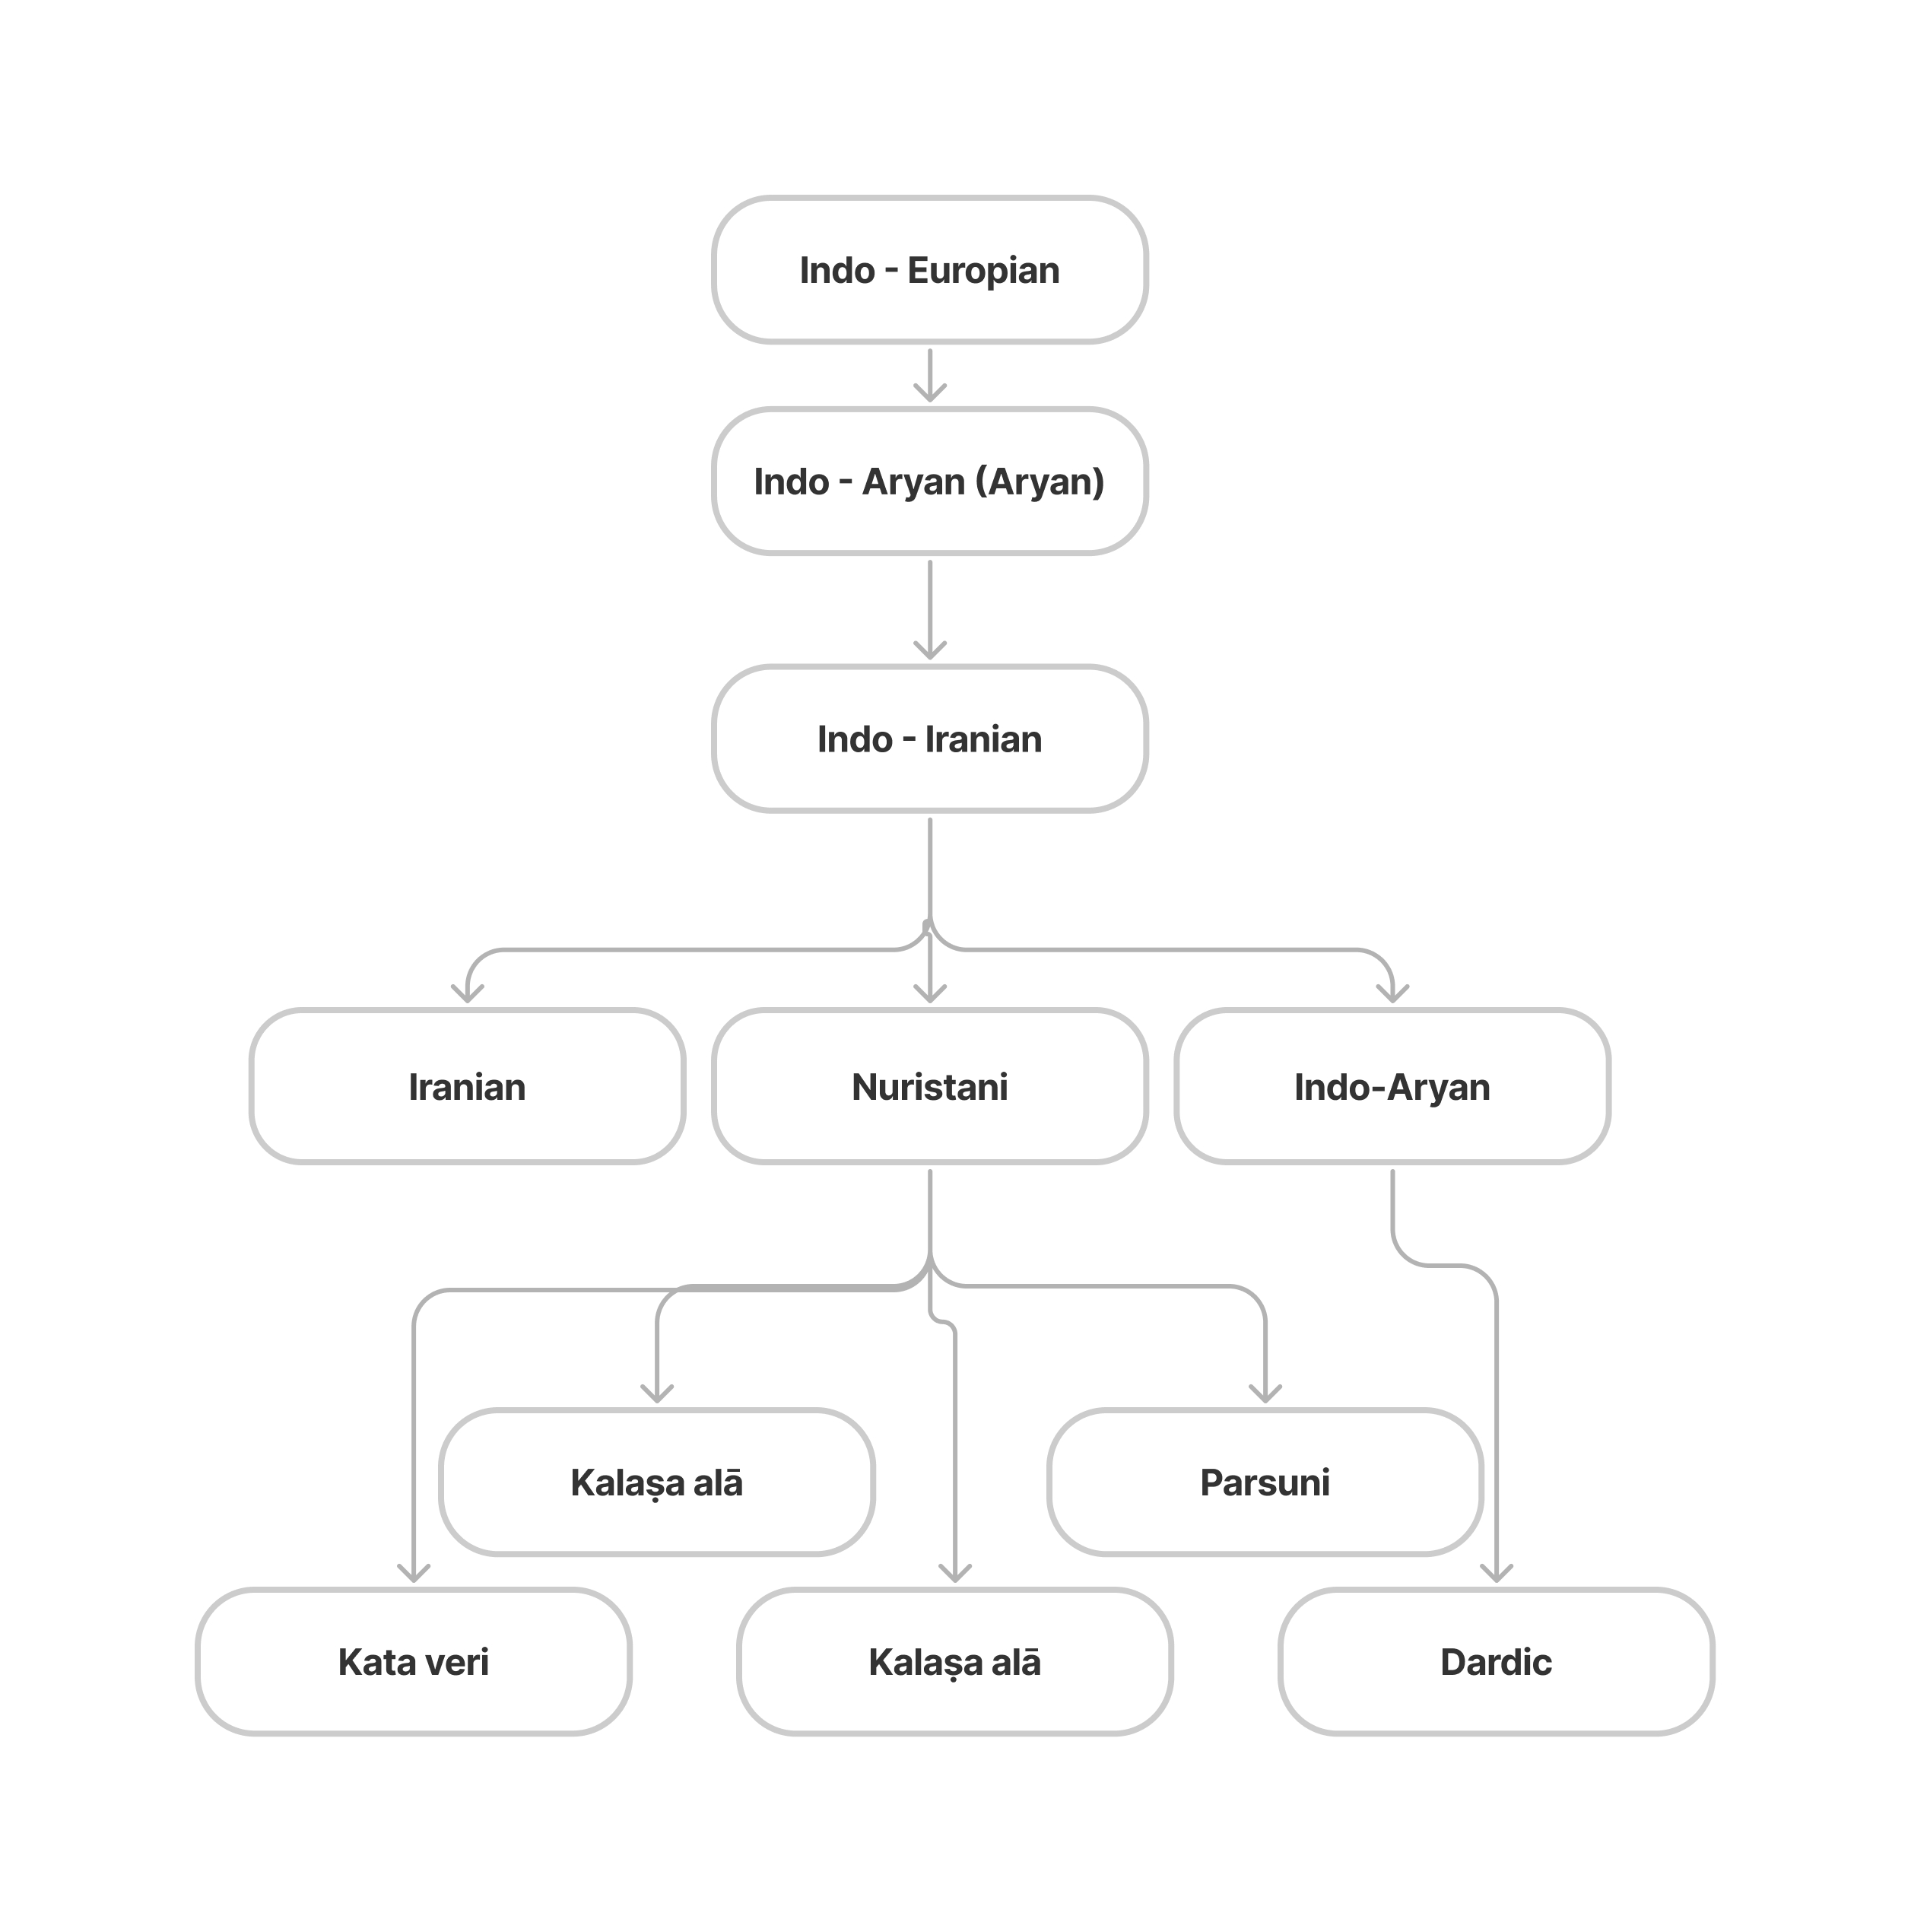 Indo - Europian
Indo - Aryan (Aryan)
Indo - Iranian
Iranian
Nuristani
Indo-Aryan
Kalaṣa alā
Parsuni
Kata veri
Kalaṣa alā
Dardic